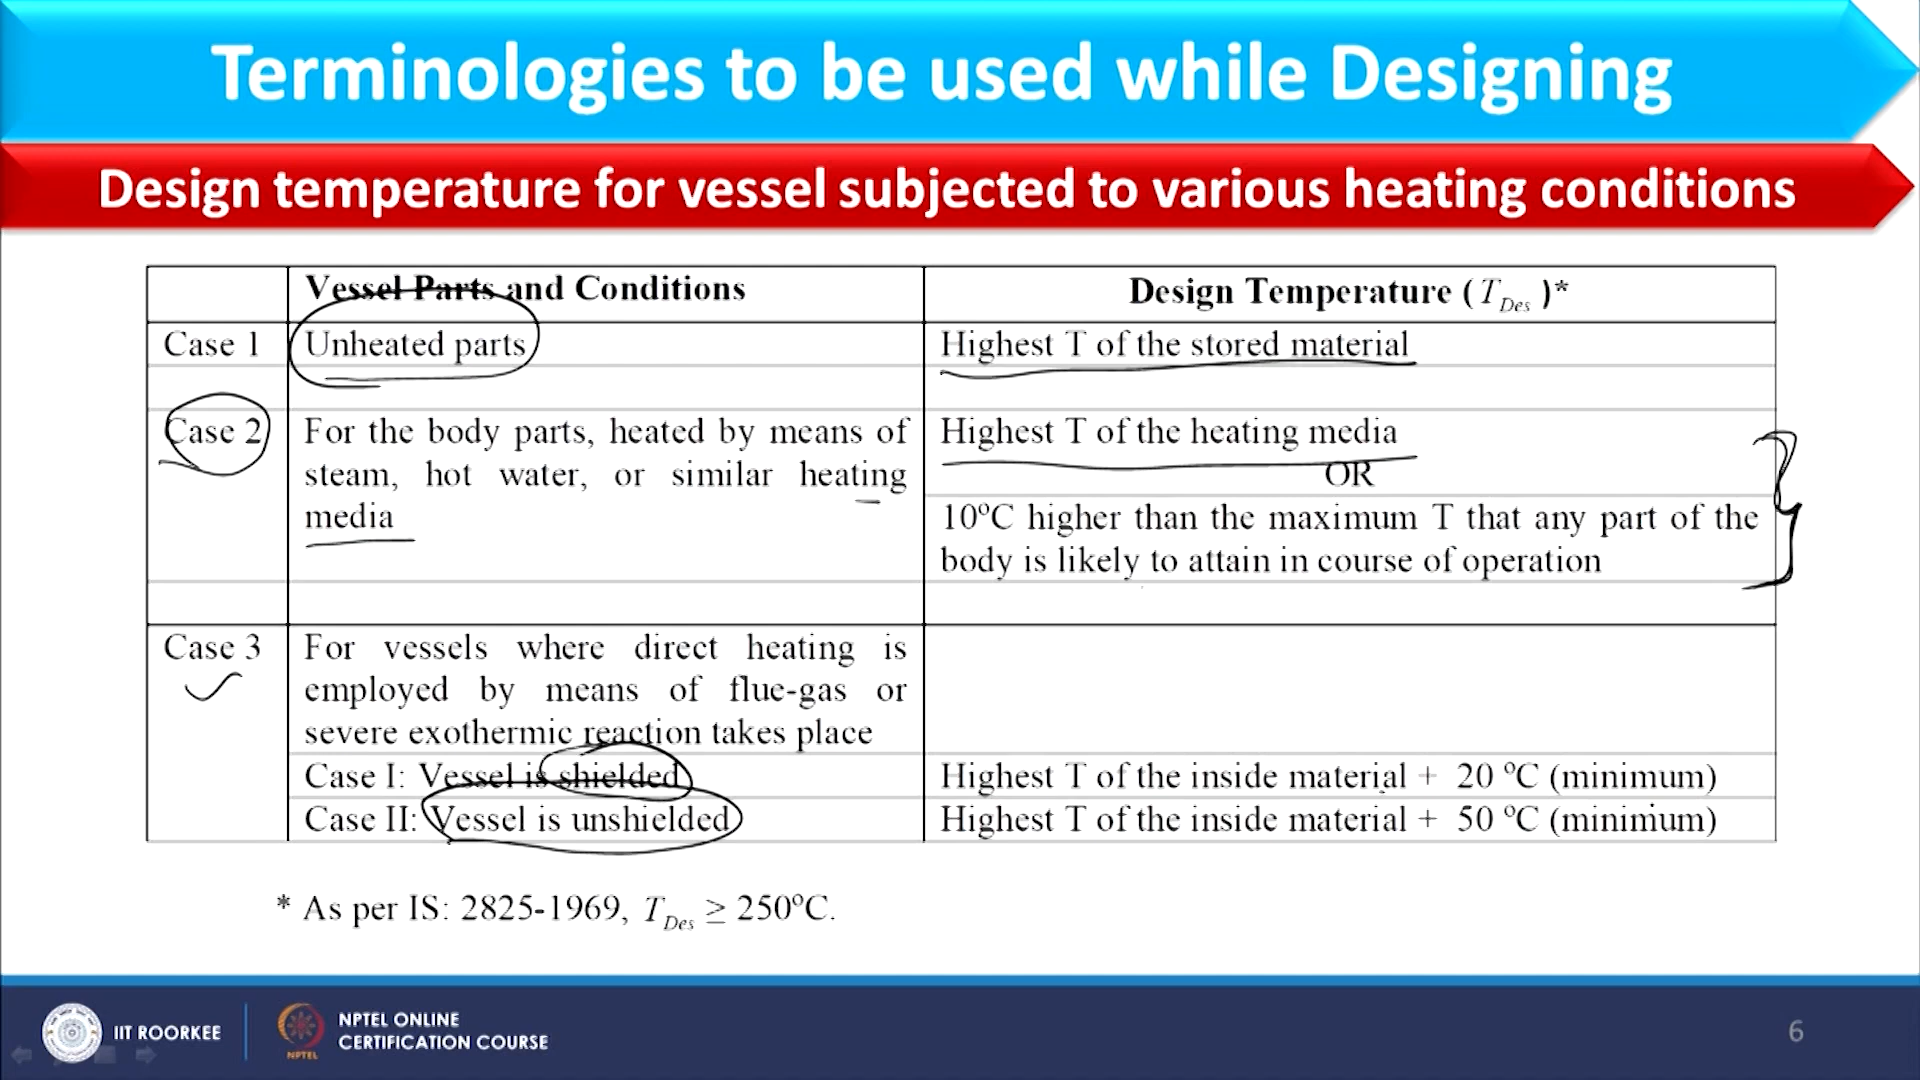 Terminologies to be used while Designing
Design temperature for vessel subjected to various heating conditions
Vessel Parts and Conditions
Design Temperature ( T_Des )*
Case 1
Unheated parts
Highest T of the stored material
Case 2
For the body parts, heated by means of
steam, hot water, or similar heating
media
Highest T of the heating media
OR
10°C higher than the maximum T that any part of the
body is likely to attain in course of operation
Case 3
For vessels where direct heating is
employed by means of flue-gas or
severe exothermic reaction takes place
Case I: Vessel is shielded
Highest T of the inside material + 20 °C (minimum)
Case II: Vessel is unshielded
Highest T of the inside material + 50 °C (minimum)
* As per IS: 2825-1969, T_Des ≥ 250°C.
IIT ROORKEE
NPTEL
NPTEL ONLINE
CERTIFICATION COURSE
6